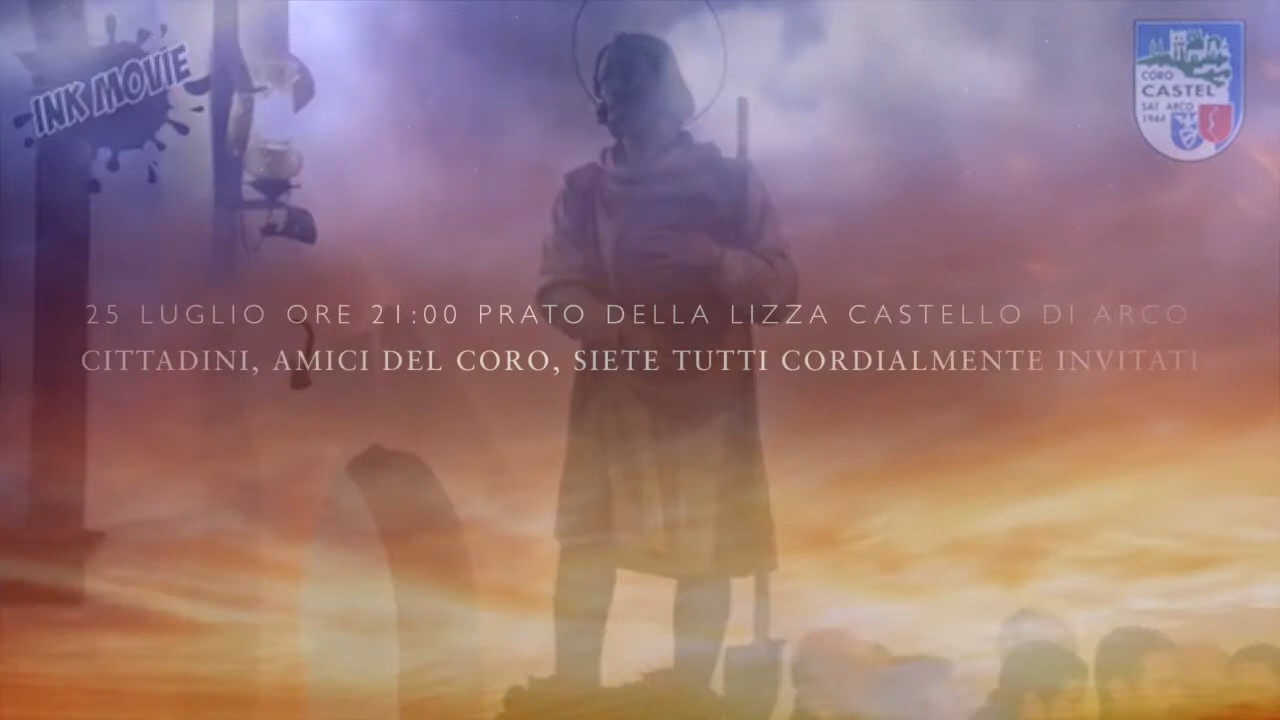 INK MOVIE
CORO
CASTEL
SAT ARCO
1944
25 LUGLIO ORE 21:00 PRATO DELLA LIZZA CASTELLO DI ARCO
CITTADINI, AMICI DEL CORO, SIETE TUTTI CORDIALMENTE INVITATI